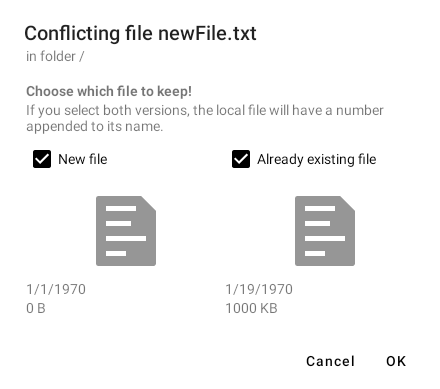 Conflicting file newFile.txt
in folder /
Choose which file to keep!
If you select both versions, the local file will have a number
appended to its name.
New file
Already existing file
1/1/1970
0 B
1/19/1970
1000 KB
Cancel
OK